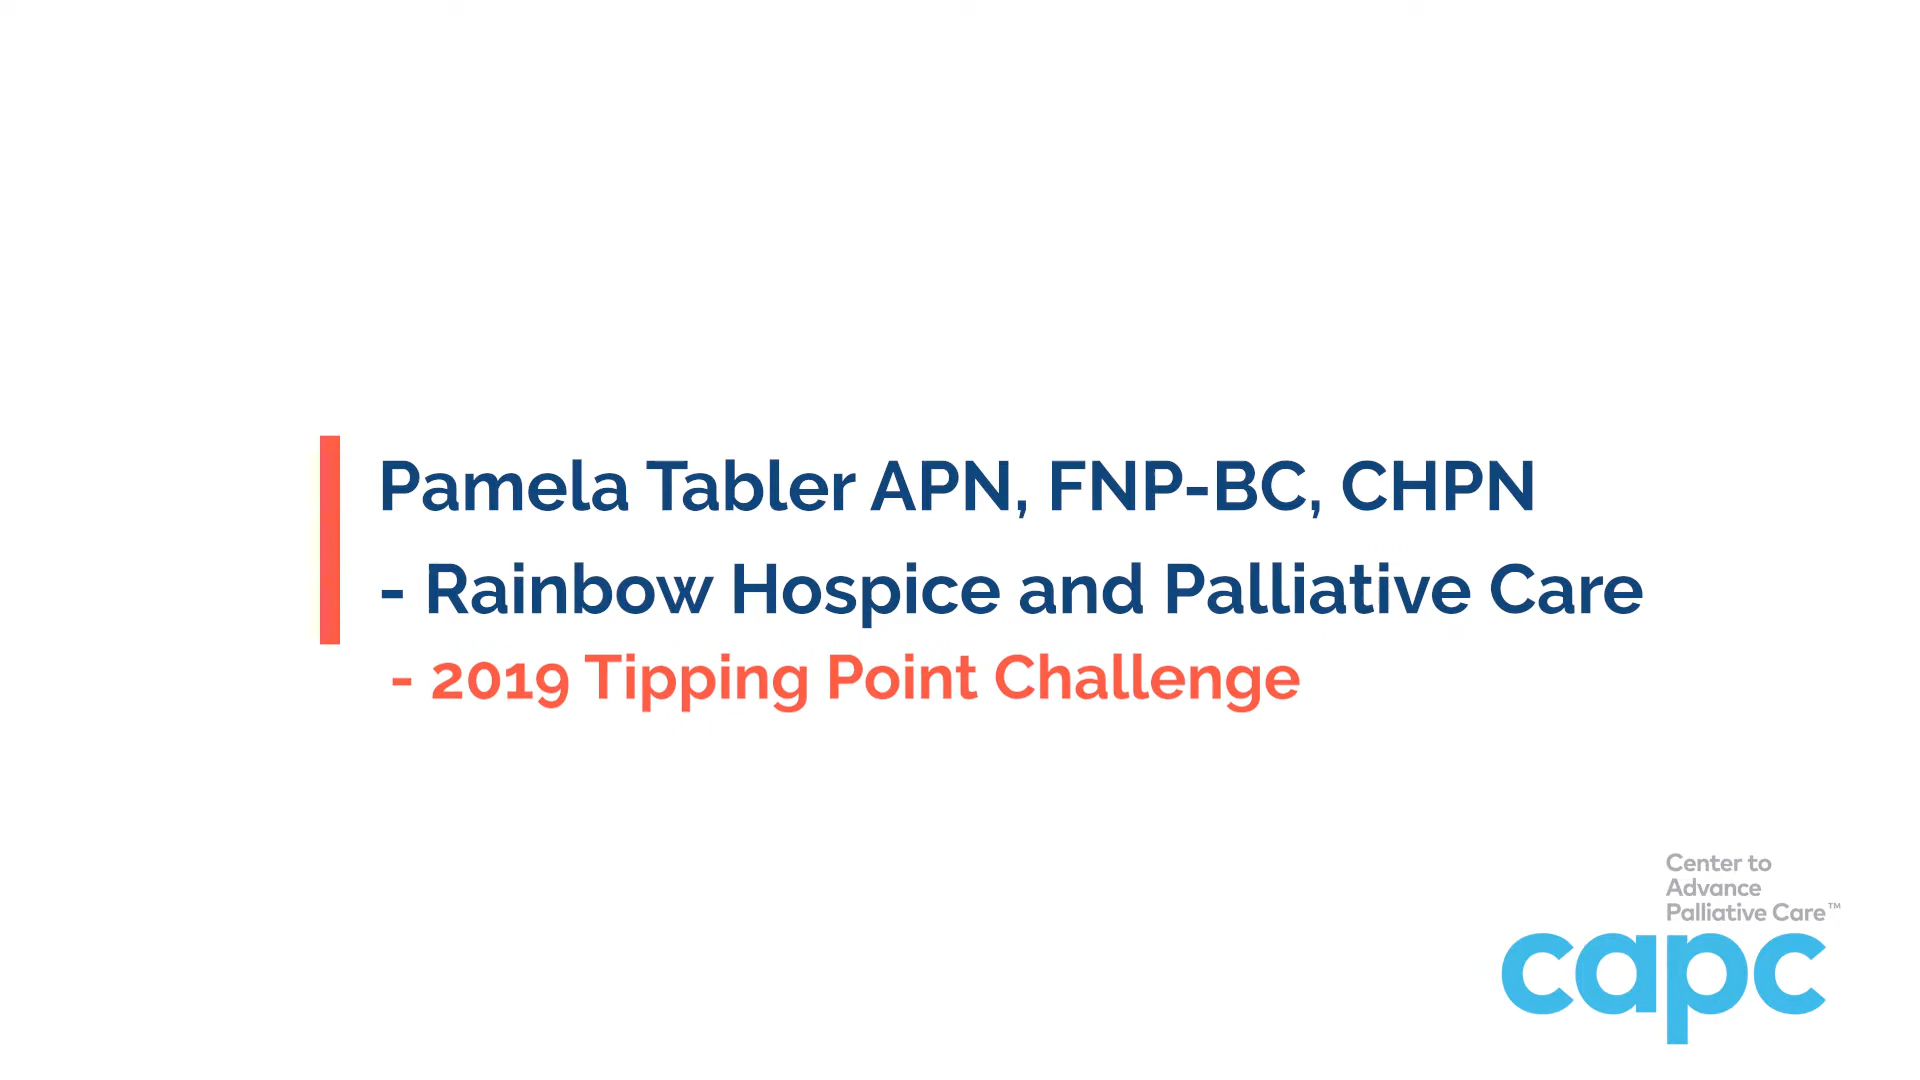 Pamela Tabler APN, FNP-BC, CHPN
- Rainbow Hospice and Palliative Care
- 2019 Tipping Point Challenge
Center to
Advance
Palliative Care™
capc